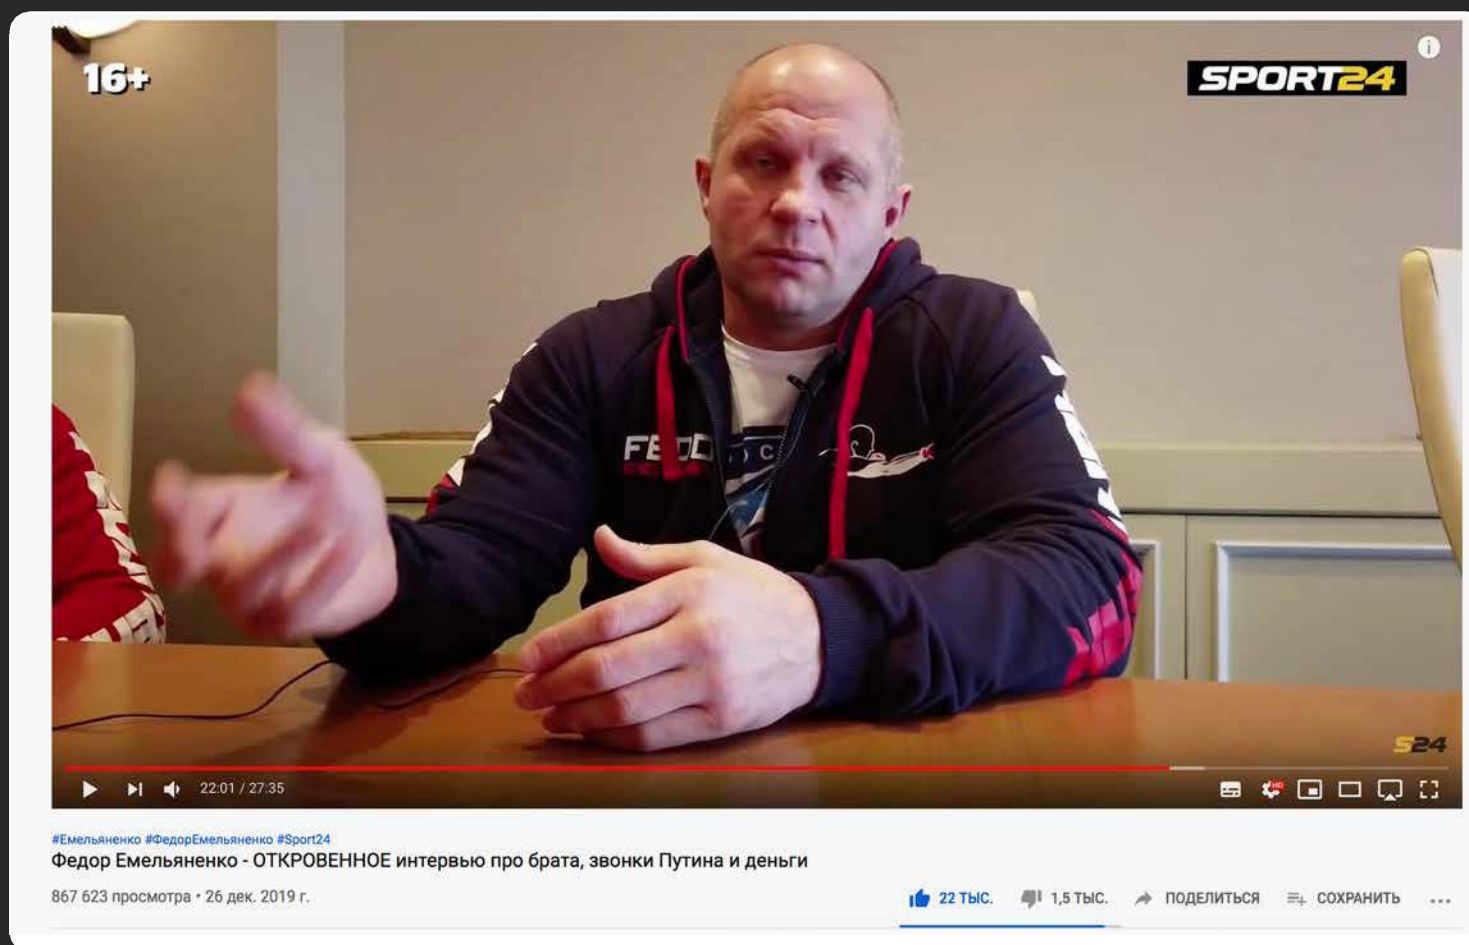 16+
SPORT24
S24
22:01 / 27:35
HD
#Емельяненко #ФедорЕмельяненко #Sport24
Федор Емельяненко - ОТКРОВЕННОЕ интервью про брата, звонки Путина и деньги
867 623 просмотра • 26 дек. 2019 г.
22 ТЫС.
1,5 ТЫС.
ПОДЕЛИТЬСЯ
СОХРАНИТЬ